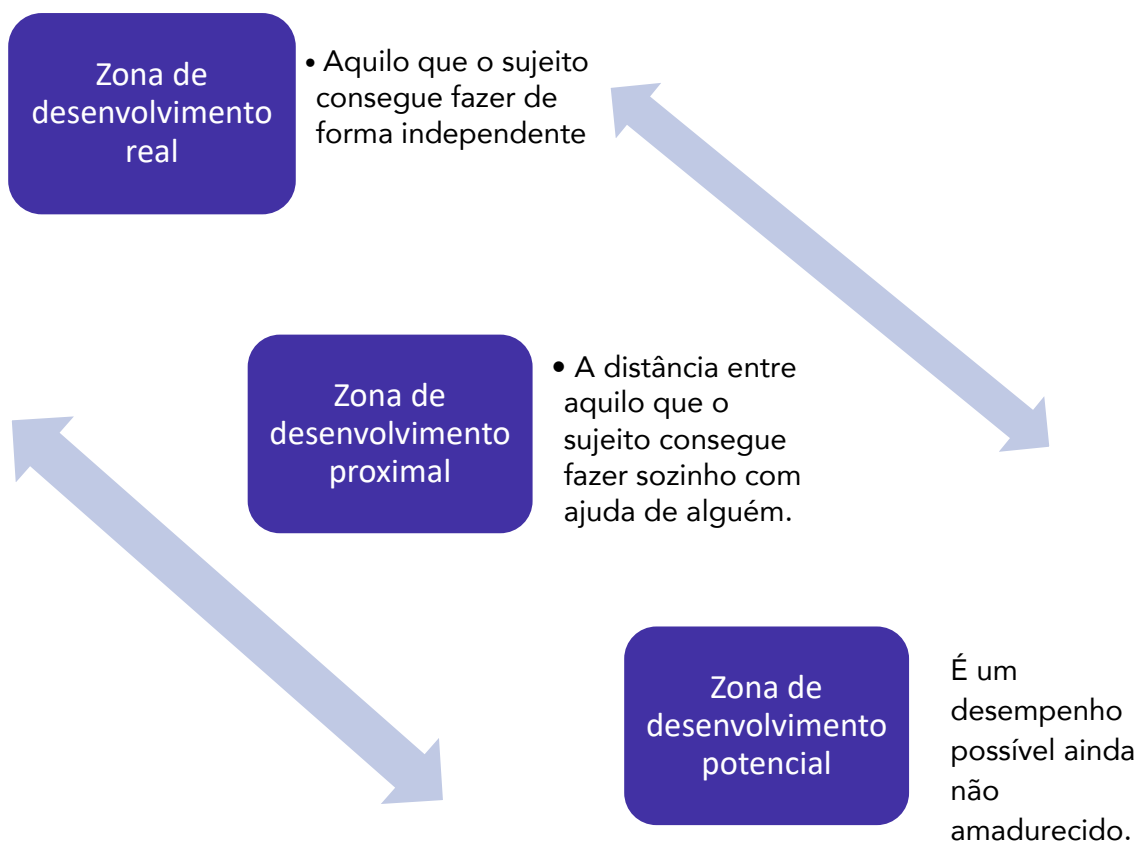 Zona de
desenvolvimento
real
• Aquilo que o sujeito
consegue fazer de
forma independente
Zona de
desenvolvimento
proximal
• A distância entre
aquilo que o
sujeito consegue
fazer sozinho com
ajuda de alguém.
Zona de
desenvolvimento
potencial
É um
desempenho
possível ainda
não
amadurecido.